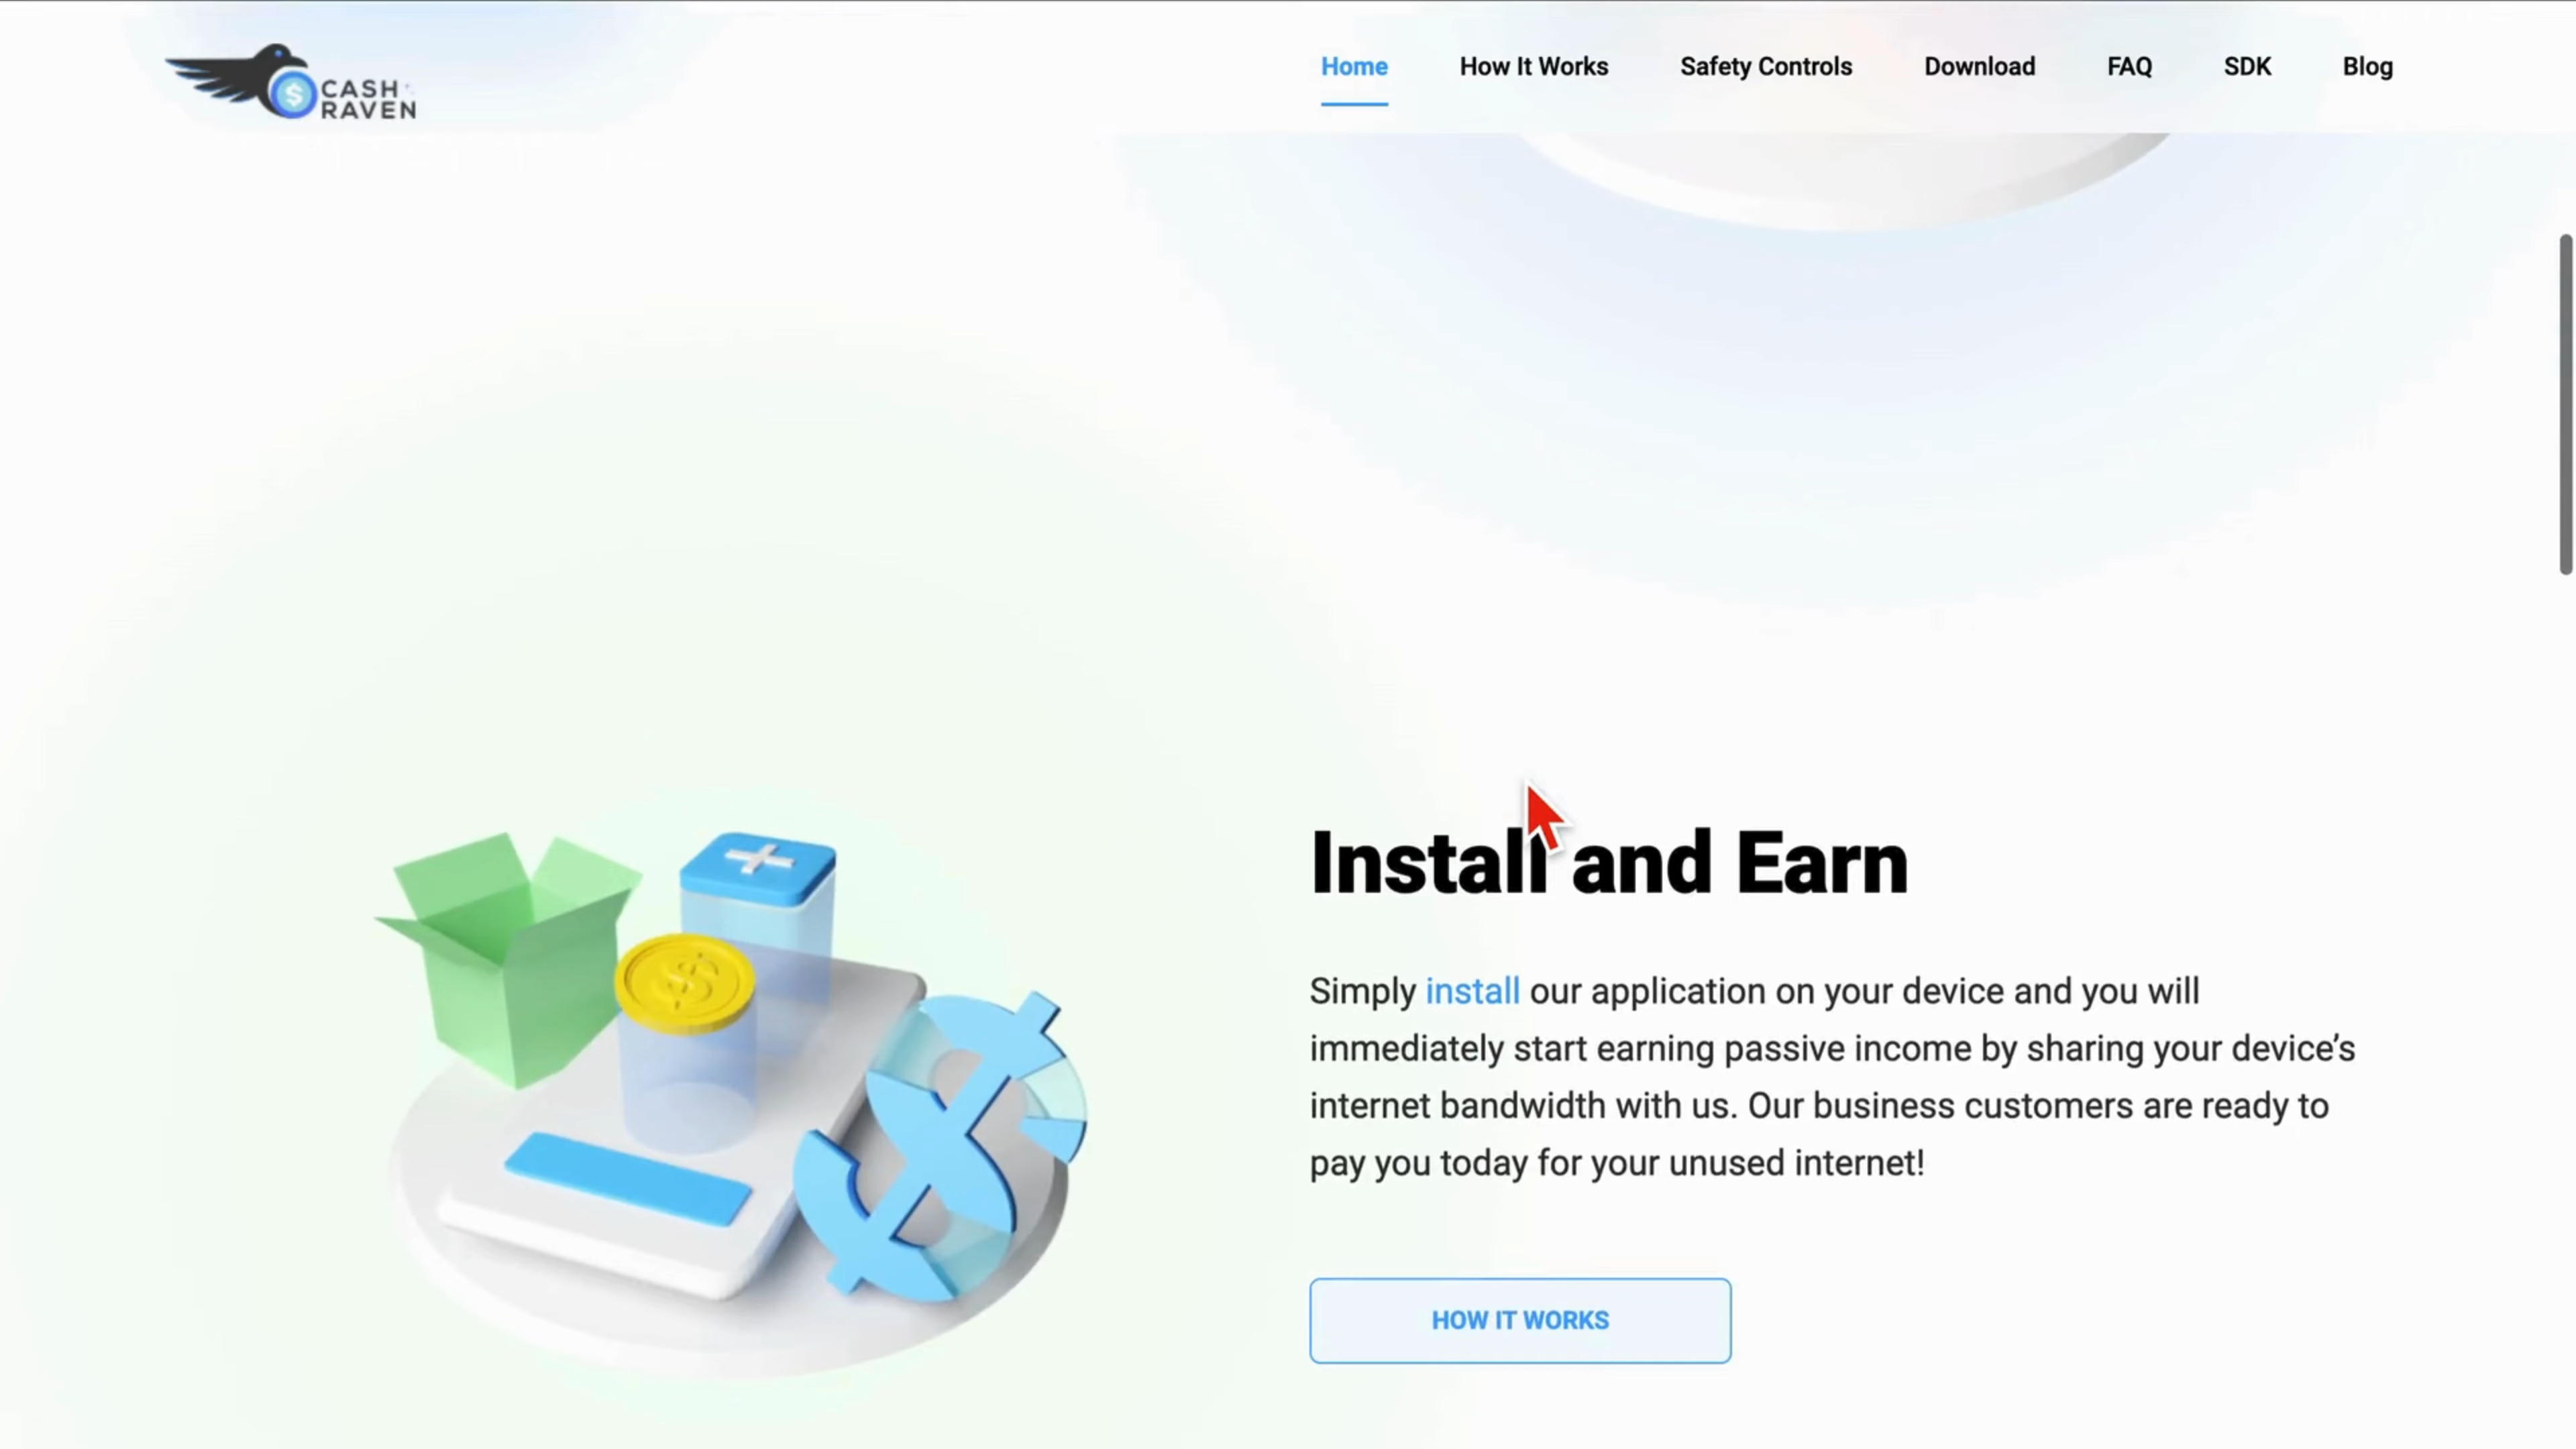 CASH
RAVEN
Home
How It Works
Safety Controls
Download
FAQ
SDK
Blog
Install and Earn
Simply install our application on your device and you will
immediately start earning passive income by sharing your device’s
internet bandwidth with us. Our business customers are ready to
pay you today for your unused internet!
HOW IT WORKS